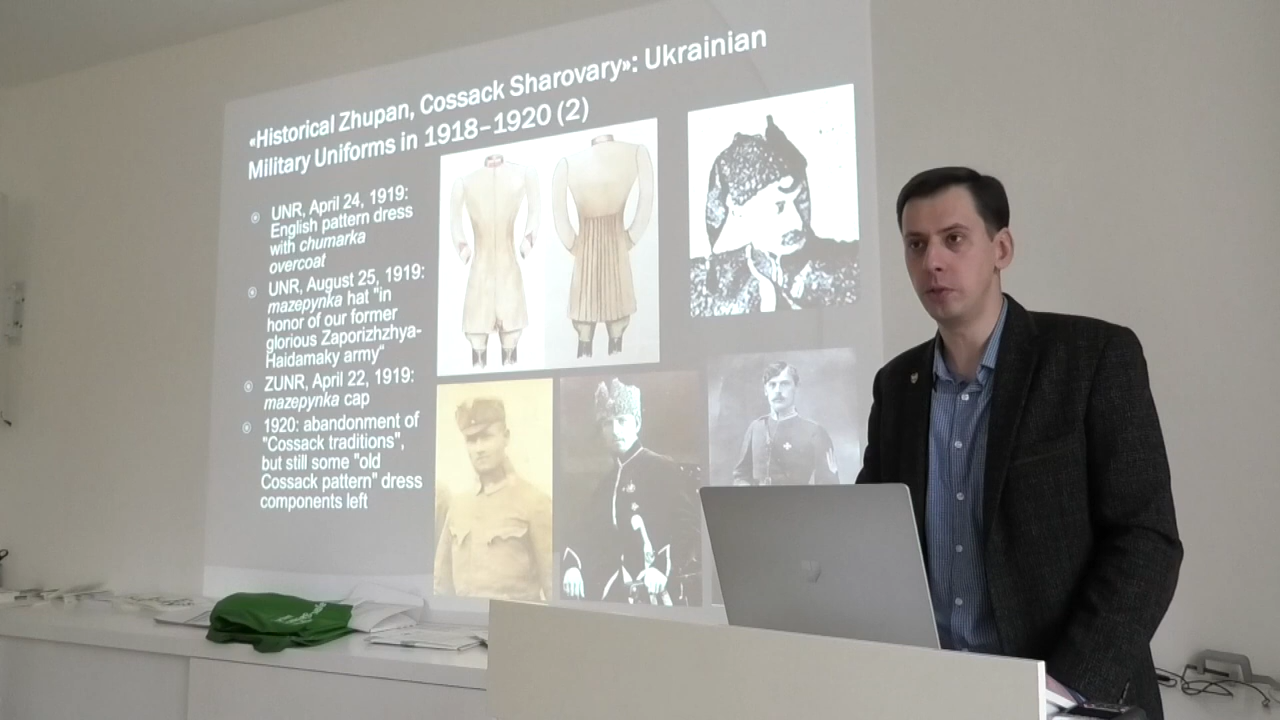 «Historical Zhupan, Cossack Sharovary»: Ukrainian
Military Uniforms in 1918–1920 (2)
UNR, April 24, 1919:
English pattern dress
with chumarka
overcoat
UNR, August 25, 1919:
mazepynka hat "in
honor of our former
glorious Zaporizhzhya-
Haidamaky army"
ZUNR, April 22, 1919:
mazepynka cap
1920: abandonment of
"Cossack traditions",
but still some "old
Cossack pattern" dress
components left